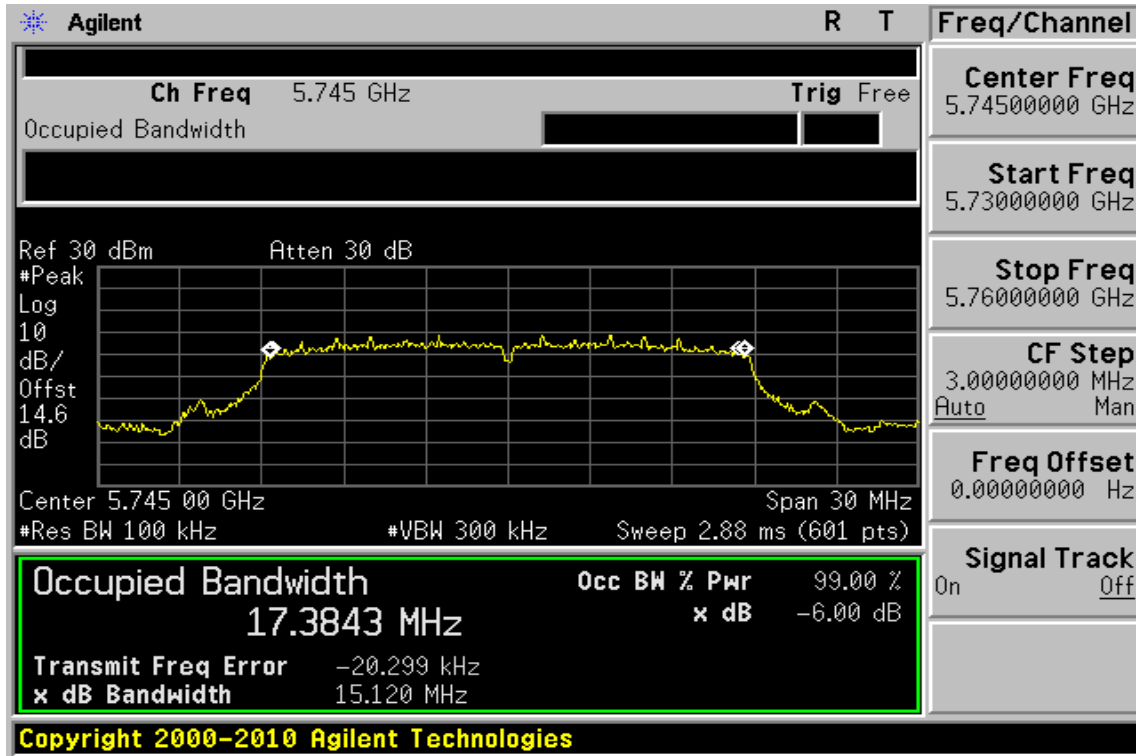 Agilent R T Freq/Channel
Ch Freq 5.745 GHz Trig Free
Occupied Bandwidth
Center Freq
5.74500000 GHz
Start Freq
5.73000000 GHz
Stop Freq
5.76000000 GHz
CF Step
3.00000000 MHz
Auto Man
Freq Offset
0.00000000 Hz
Signal Track
On Off
Ref 30 dBm Atten 30 dB
#Peak
Log
10
dB/
Offst
14.6
dB
Center 5.745 00 GHz Span 30 MHz
#Res BW 100 kHz #VBW 300 kHz Sweep 2.88 ms (601 pts)
Occupied Bandwidth Occ BW % Pwr 99.00 %
17.3843 MHz x dB -6.00 dB
Transmit Freq Error -20.299 kHz
x dB Bandwidth 15.120 MHz
Copyright 2000-2010 Agilent Technologies